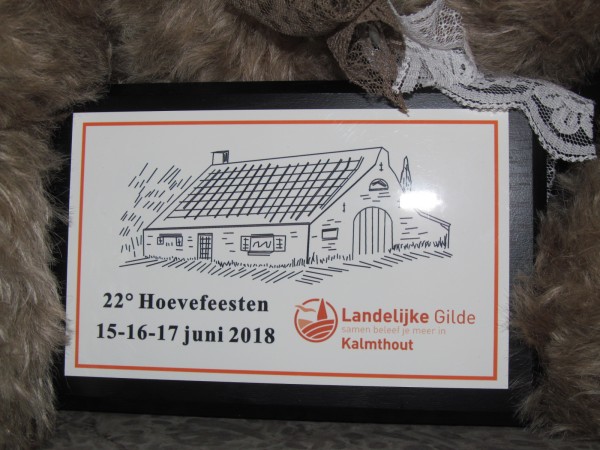 22° Hoevefeesten
15-16-17 juni 2018
Landelijke Gilde
samen beleef je meer in
Kalmthout